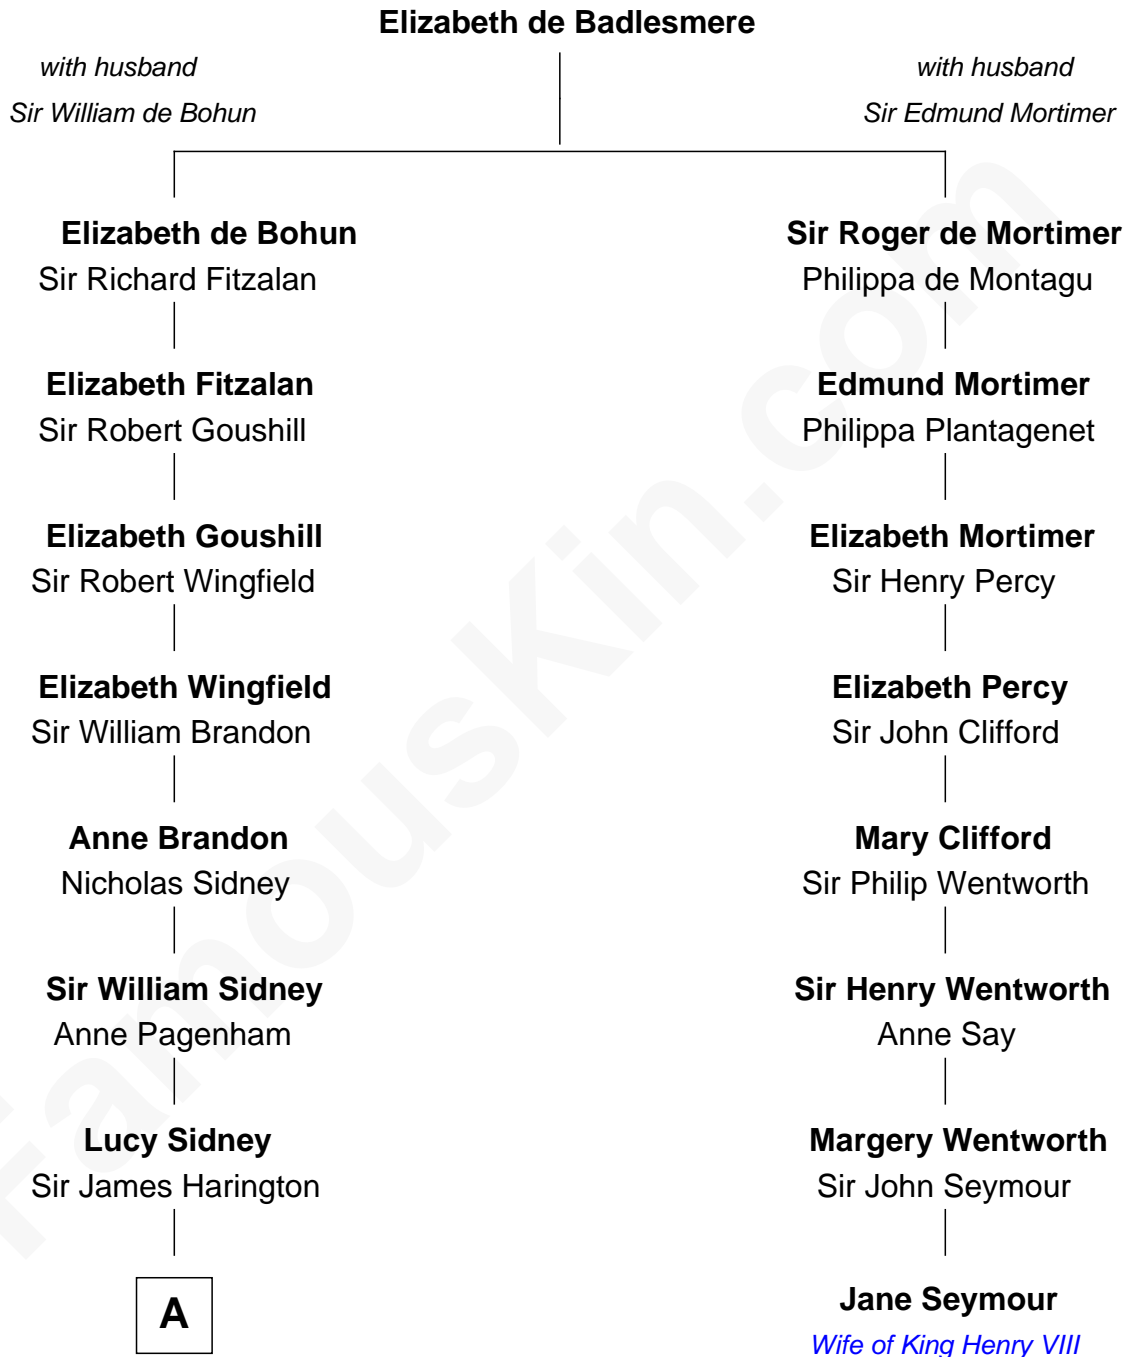 Elizabeth de Badlesmere
with husband
Sir William de Bohun
with husband
Sir Edmund Mortimer
Elizabeth de Bohun
Sir Richard Fitzalan
Sir Roger de Mortimer
Philippa de Montagu
Elizabeth Fitzalan
Sir Robert Goushill
Edmund Mortimer
Philippa Plantagenet
Elizabeth Goushill
Sir Robert Wingfield
Elizabeth Mortimer
Sir Henry Percy
Elizabeth Wingfield
Sir William Brandon
Elizabeth Percy
Sir John Clifford
Anne Brandon
Nicholas Sidney
Mary Clifford
Sir Philip Wentworth
Sir William Sidney
Anne Pagenham
Sir Henry Wentworth
Anne Say
Lucy Sidney
Sir James Harington
Margery Wentworth
Sir John Seymour
A
Jane Seymour
Wife of King Henry VIII
FamousKin.com